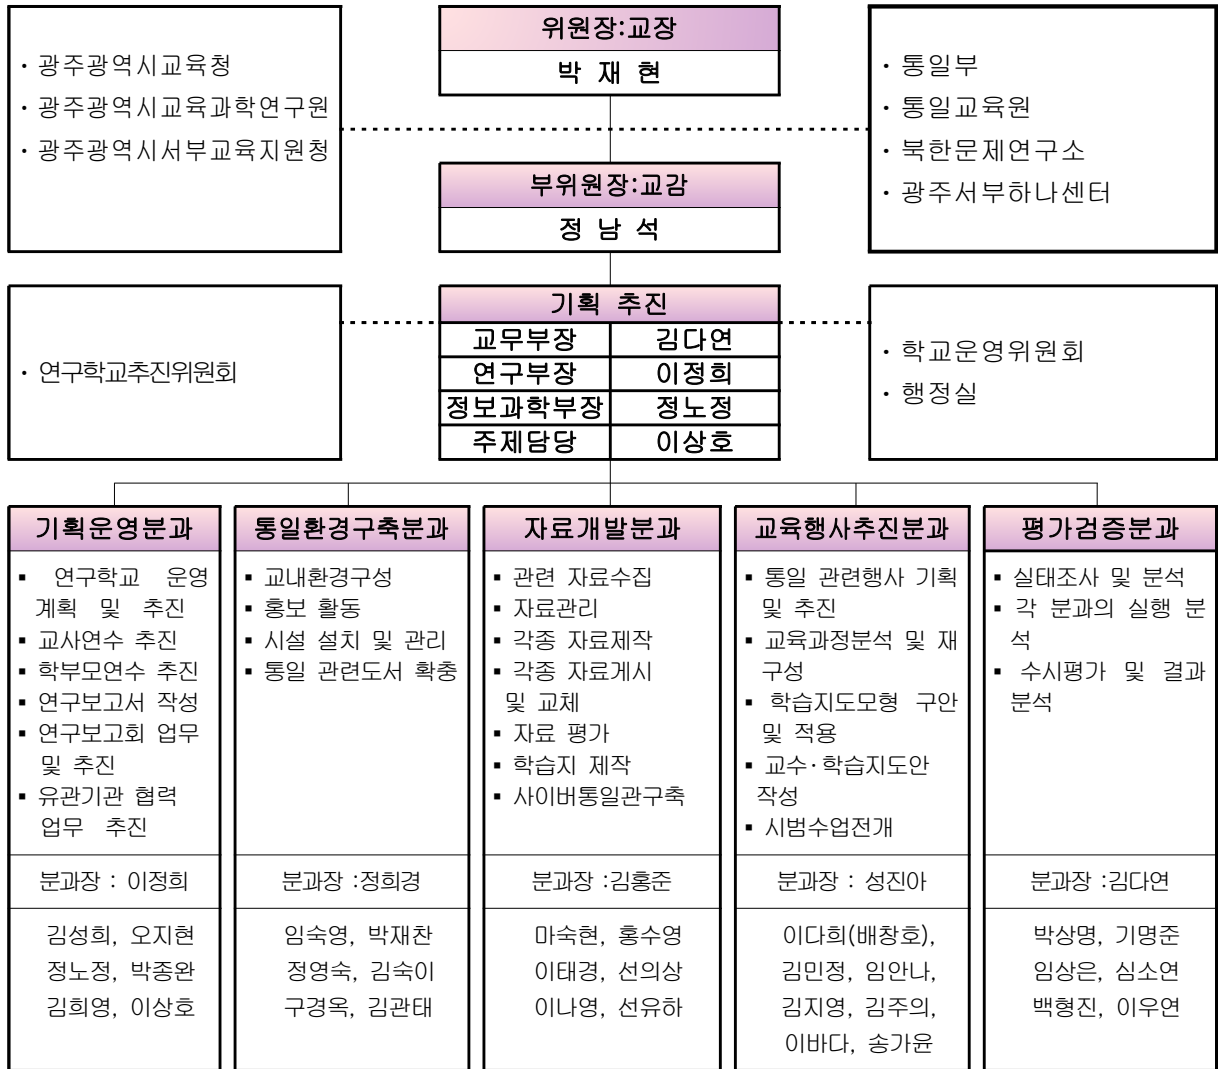 · 광주광역시교육청
· 광주광역시교육과학연구원
· 광주광역시서부교육지원청
위원장:교장
박 재 현
· 통일부
· 통일교육원
· 북한문제연구소
· 광주서부하나센터
부위원장:교감
정 남 석
· 연구학교추진위원회
기획 추진
교무부장 김다연
연구부장 이정희
정보과학부장 정노정
주제담당 이상호
· 학교운영위원회
· 행정실
기획운영분과
▪ 연구학교 운영
계획 및 추진
▪ 교사연수 추진
▪ 학부모연수 추진
▪ 연구보고서 작성
▪ 연구보고회 업무
및 추진
▪ 유관기관 협력
업무 추진
분과장 : 이정희
김성희, 오지현
정노정, 박종완
김희영, 이상호
통일환경구축분과
▪ 교내환경구성
▪ 홍보 활동
▪ 시설 설치 및 관리
▪ 통일 관련도서 확충
분과장 :정희경
임숙영, 박재찬
정영숙, 김숙이
구경옥, 김관태
자료개발분과
▪ 관련 자료수집
▪ 자료관리
▪ 각종 자료제작
▪ 각종 자료게시
및 교체
▪ 자료 평가
▪ 학습지 제작
▪ 사이버통일관구축
분과장 :김홍준
마숙현, 홍수영
이태경, 선의상
이나영, 선유하
교육행사추진분과
▪ 통일 관련행사 기획
및 추진
▪ 교육과정분석 및 재
구성
▪ 학습지도모형 구안
및 적용
▪ 교수·학습지도안
작성
▪ 시범수업전개
분과장 : 성진아
이다희(배창호),
김민정, 임안나,
김지영, 김주의,
이바다, 송가윤
평가검증분과
▪ 실태조사 및 분석
▪ 각 분과의 실행 분
석
▪ 수시평가 및 결과
분석
분과장 :김다연
박상명, 기명준
임상은, 심소연
백형진, 이우연